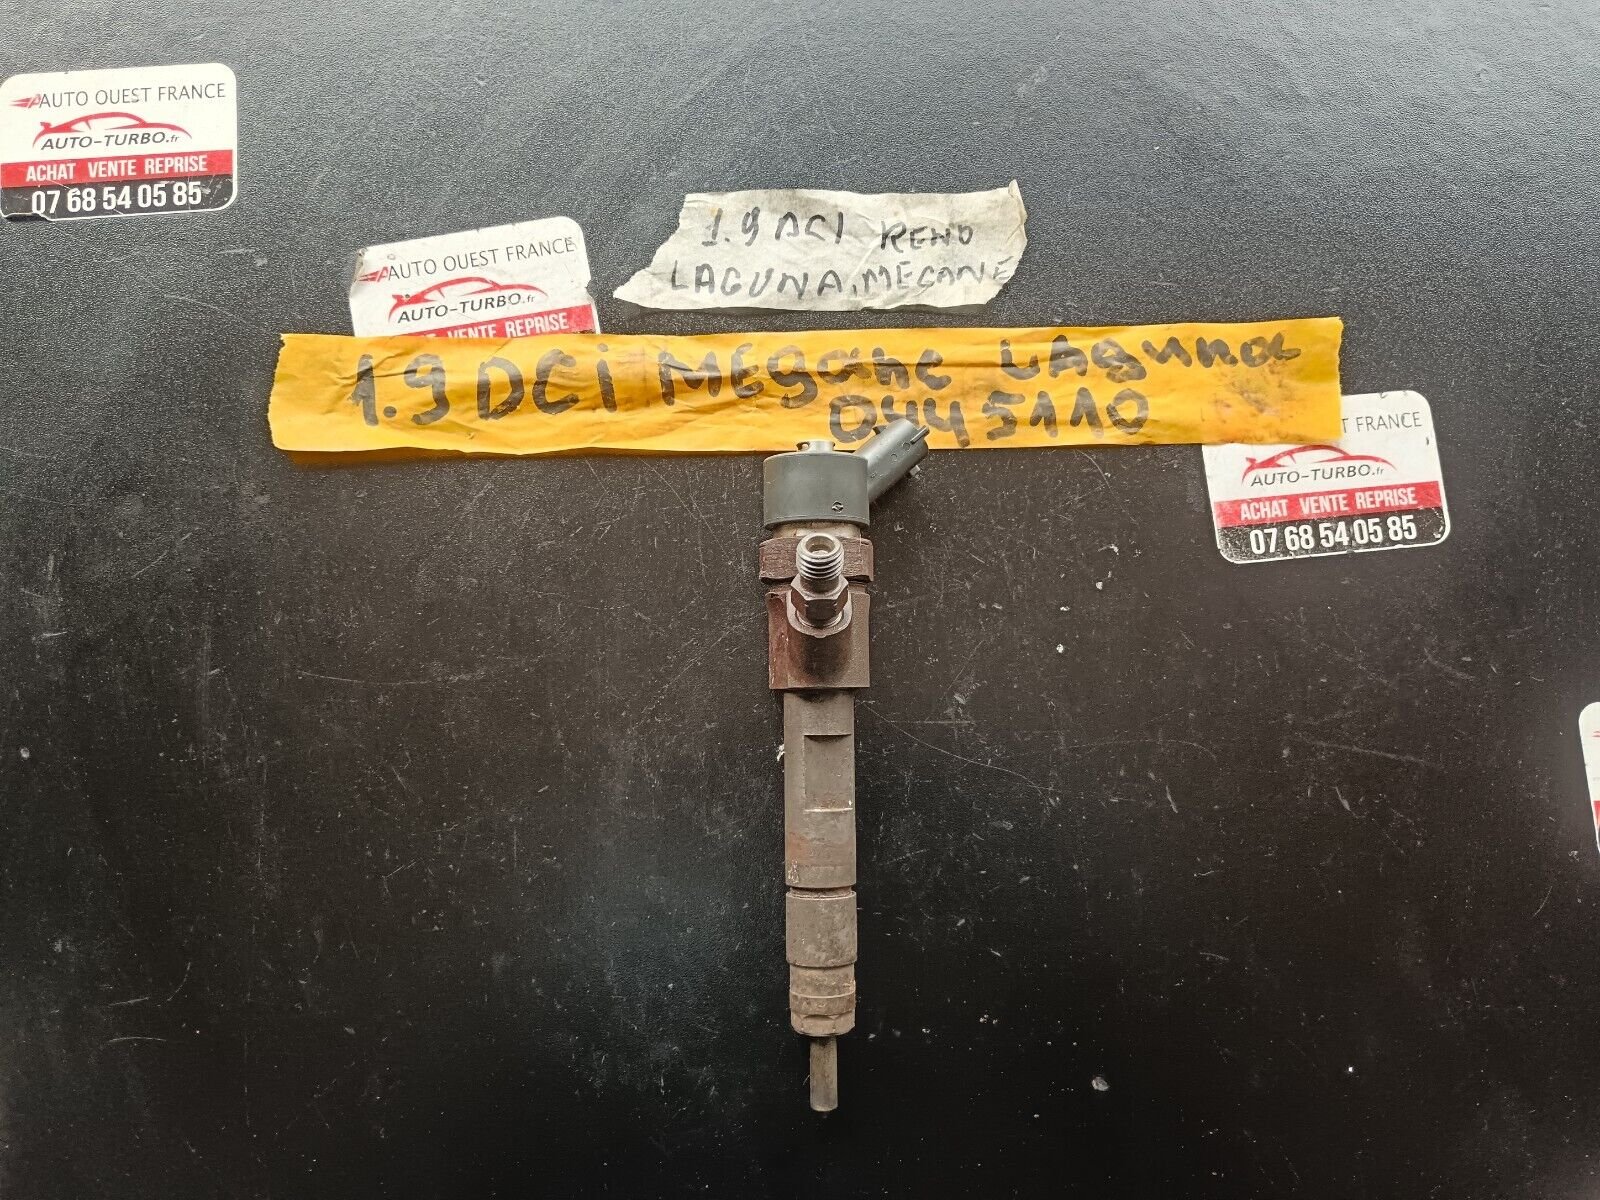 AUTO OUEST FRANCE
AUTO-TURBO.fr
ACHAT VENTE REPRISE
07 68 54 05 85
AUTO OUEST FRANCE
AUTO-TURBO.fr
VENTE REPRISE
1.9 DCI RENO
LAGUNA, MEGANE
1.9 DCi MEgane LAguna
0445110
FRANCE
AUTO-TURBO.fr
ACHAT VENTE REPRISE
07 68 54 05 85